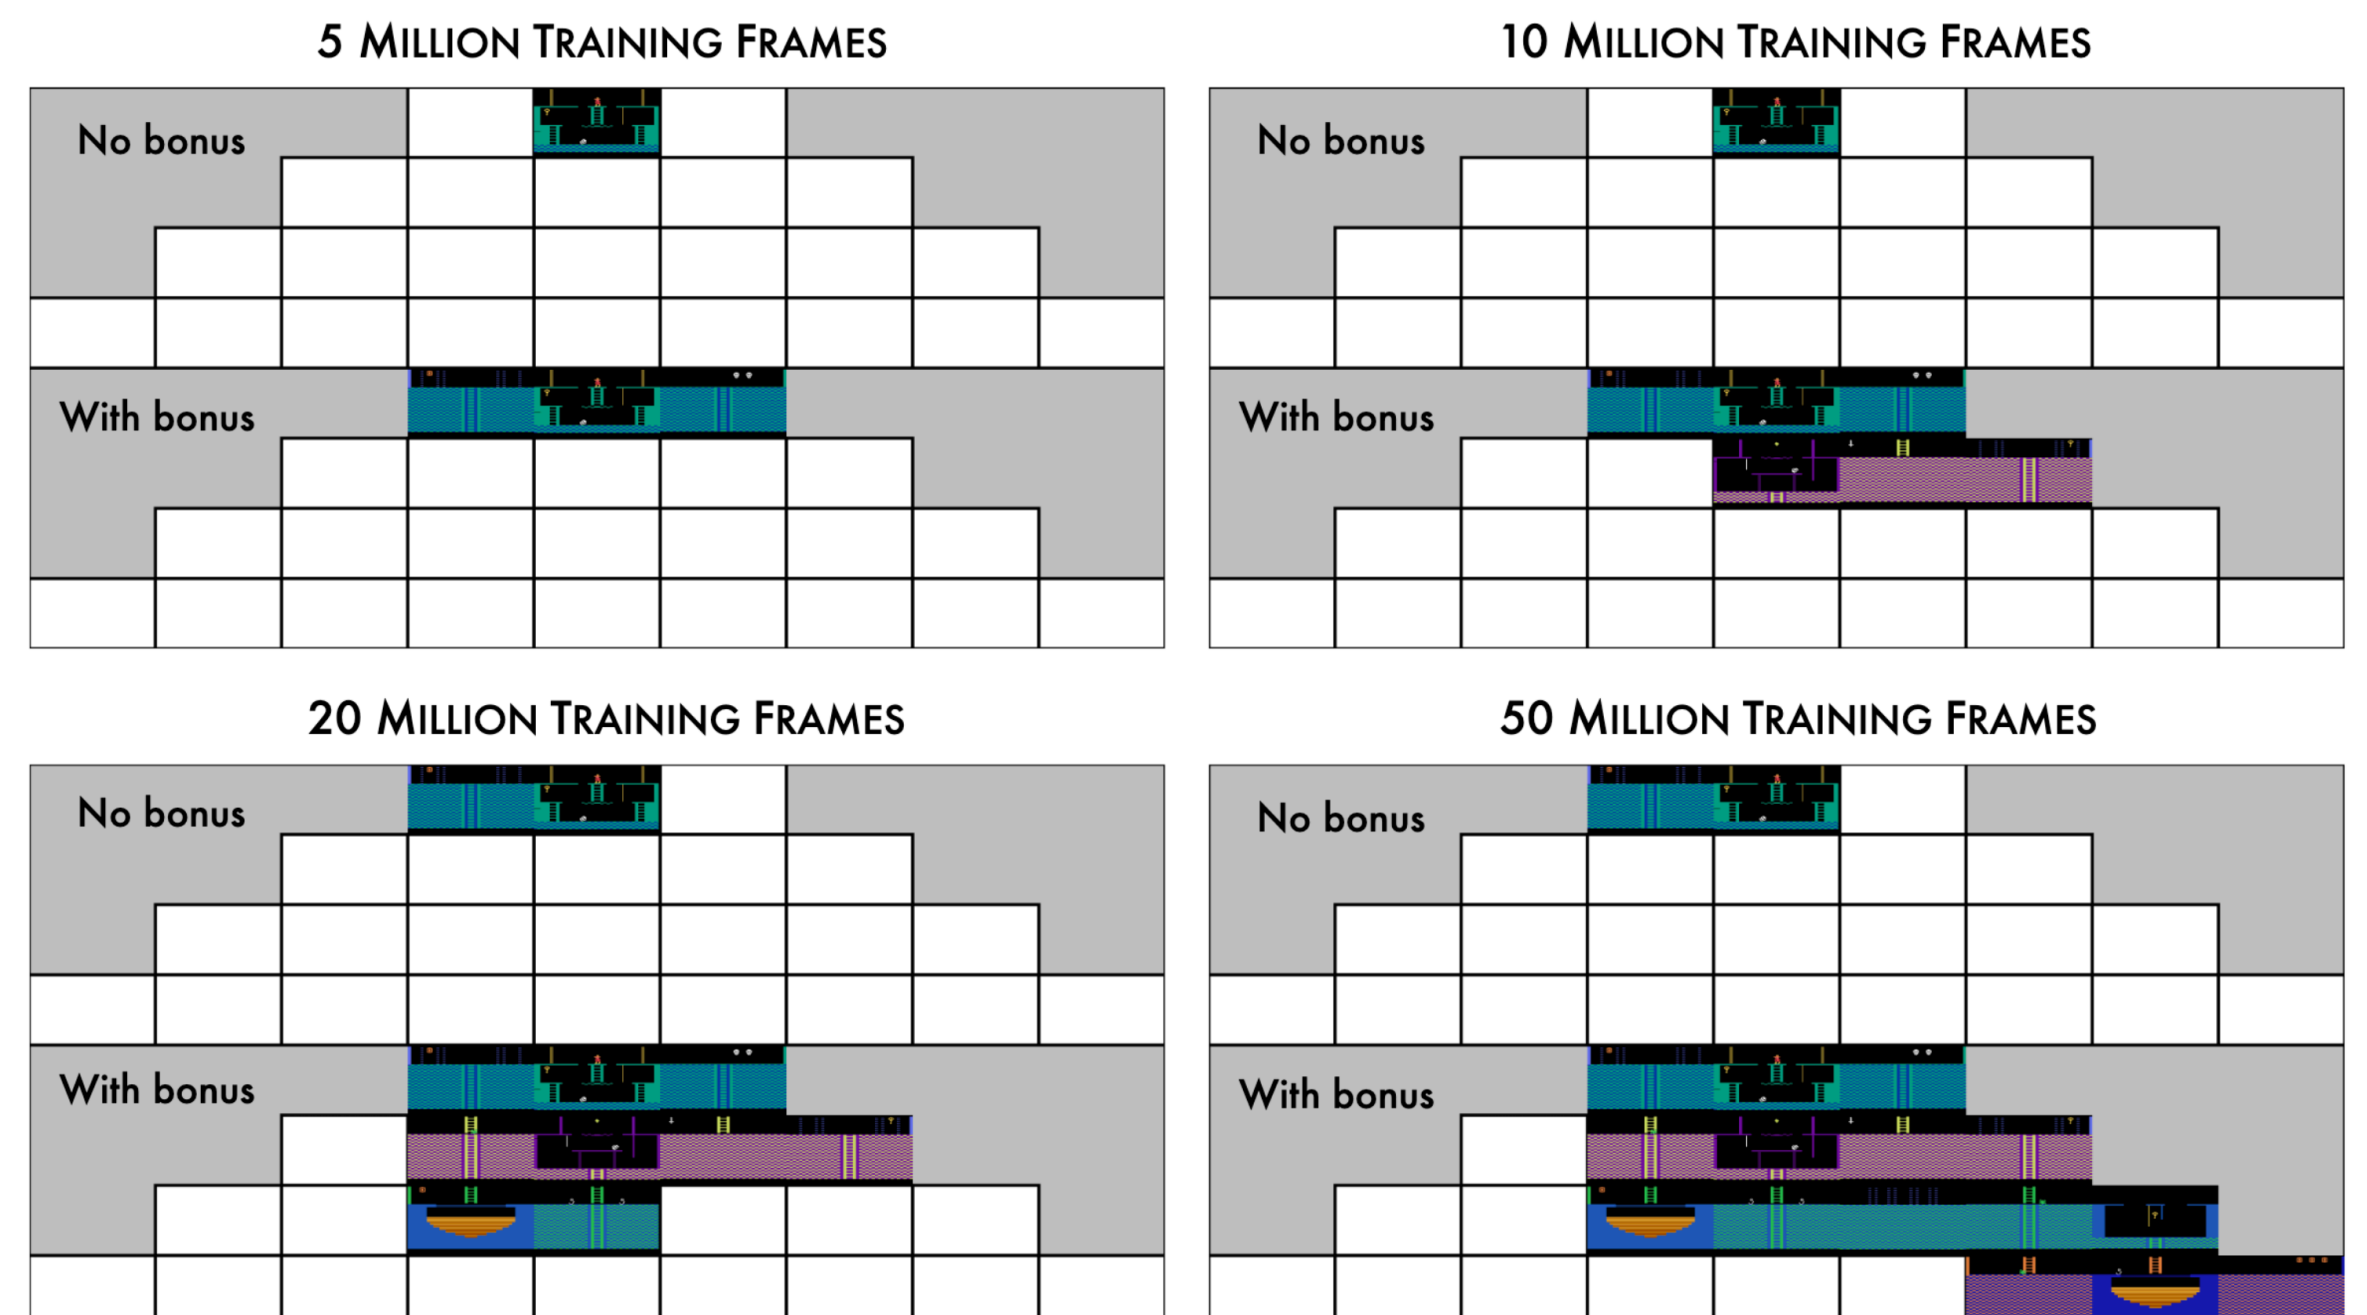 5 MILLION TRAINING FRAMES
No bonus
With bonus
10 MILLION TRAINING FRAMES
No bonus
With bonus
20 MILLION TRAINING FRAMES
No bonus
With bonus
50 MILLION TRAINING FRAMES
No bonus
With bonus